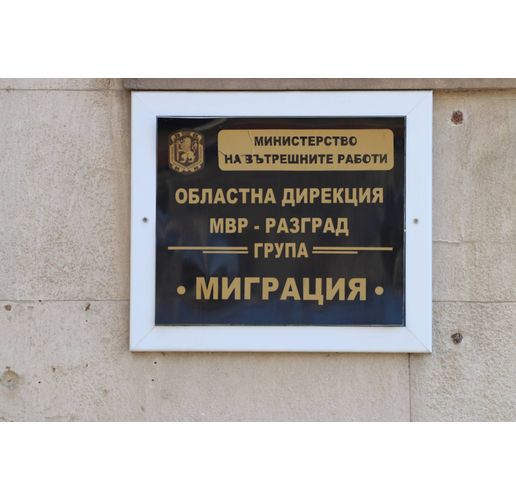 МИНИСТЕРСТВО
НА ВЪТРЕШНИТЕ РАБОТИ
ОБЛАСТНА ДИРЕКЦИЯ
МВР - РАЗГРАД
ГРУПА
• МИГРАЦИЯ •